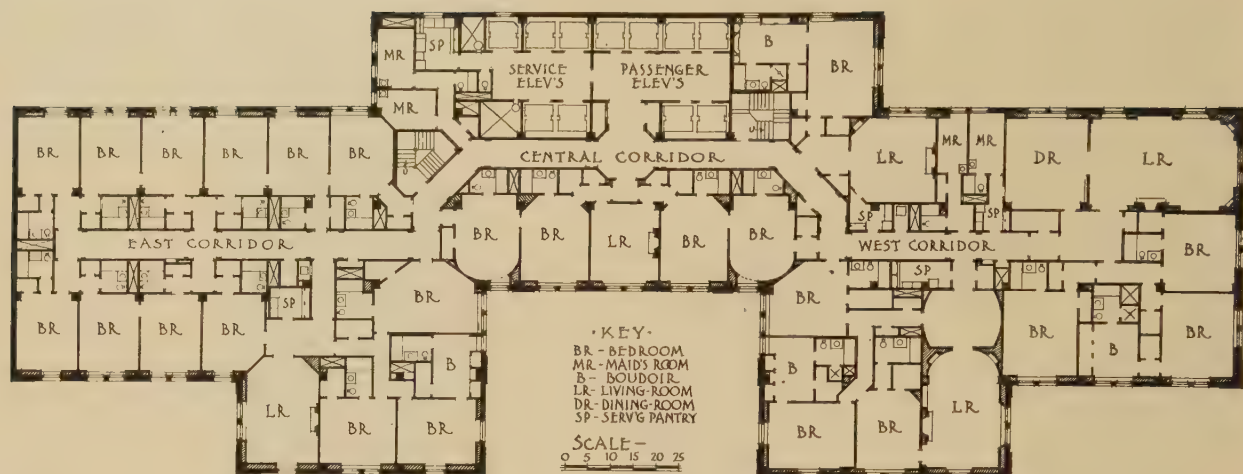 MR
SP
B
BR
SERVICE
ELEV'S
PASSENGER
ELEV'S
MR
CENTRAL CORRIDOR
BR
BR
BR
BR
BR
BR
LR
MR
MR
DR
LR
SP
SP
EAST CORRIDOR
BR
BR
LR
BR
BR
WEST CORRIDOR
BR
SP
SP
BR
BR
BR
BR
BR
BR
BR
BR
B
B
B
LR
BR
BR
BR
BR
LR
·KEY·
BR - BEDROOM
MR - MAID'S ROOM
B - BOUDOIR
LR - LIVING-ROOM
DR - DINING-ROOM
SP - SERV'G PANTRY
SCALE —
0 5 10 15 20 25